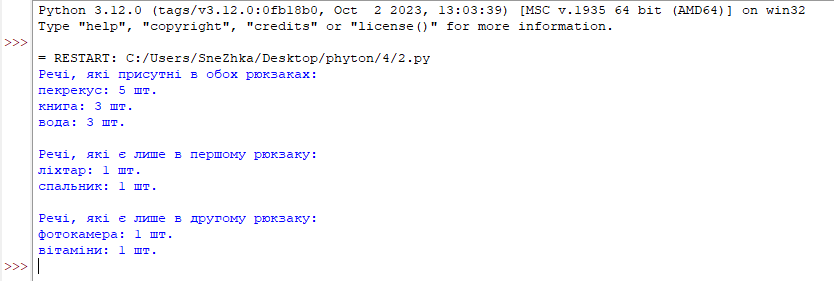 Python 3.12.0 (tags/v3.12.0:0fb18b0, Oct  2 2023, 13:03:39) [MSC v.1935 64 bit (AMD64)] on win32
Type "help", "copyright", "credits" or "license()" for more information.
>>>
= RESTART: C:/Users/SneZhka/Desktop/phyton/4/2.py
Речі, які присутні в обох рюкзаках:
пекрекус: 5 шт.
книга: 3 шт.
вода: 3 шт.
Речі, які є лише в першому рюкзаку:
ліхтар: 1 шт.
спальник: 1 шт.
Речі, які є лише в другому рюкзаку:
фотокамера: 1 шт.
вітаміни: 1 шт.
>>>